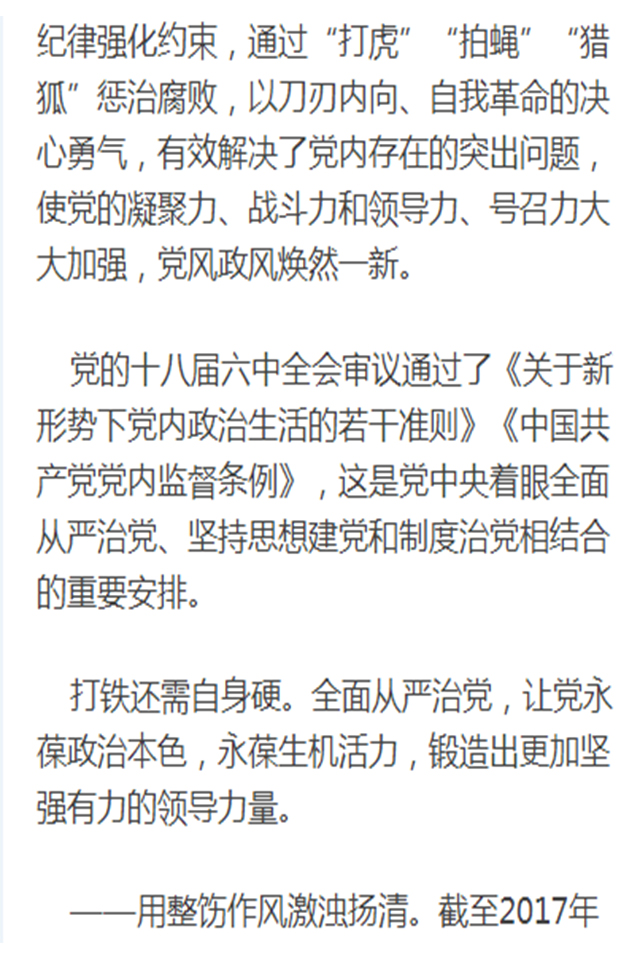 纪律强化约束，通过“打虎”“拍蝇”“猎
狐”惩治腐败，以刀刃内向、自我革命的决
心勇气，有效解决了党内存在的突出问题，
使党的凝聚力、战斗力和领导力、号召力大
大加强，党风政风焕然一新。
党的十八届六中全会审议通过了《关于新
形势下党内政治生活的若干准则》《中国共
产党党内监督条例》，这是党中央着眼全面
从严治党、坚持思想建党和制度治党相结合
的重要安排。
打铁还需自身硬。全面从严治党，让党永
葆政治本色，永葆生机活力，锻造出更加坚
强有力的领导力量。
——用整饬作风激浊扬清。截至2017年